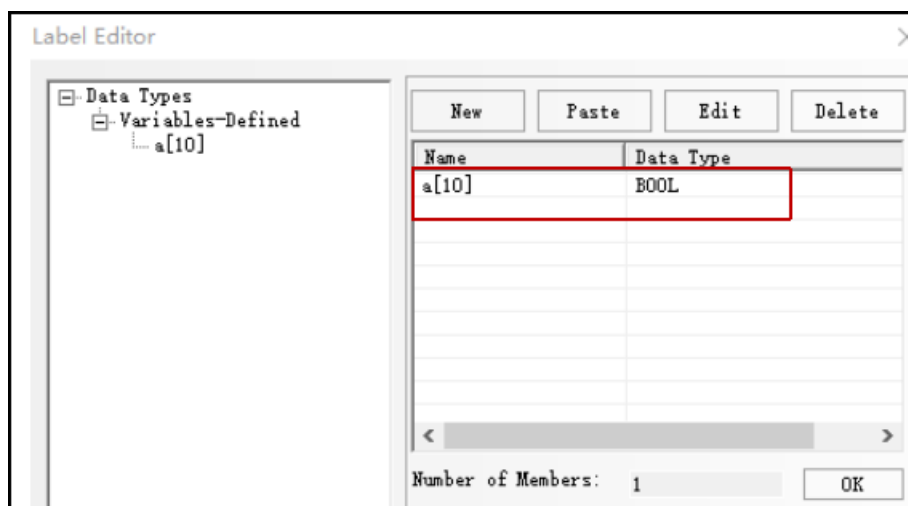 Label Editor
Data Types
Variables-Defined
a[10]
New Paste Edit Delete
Name Data Type
a[10] BOOL
Number of Members: 1 OK